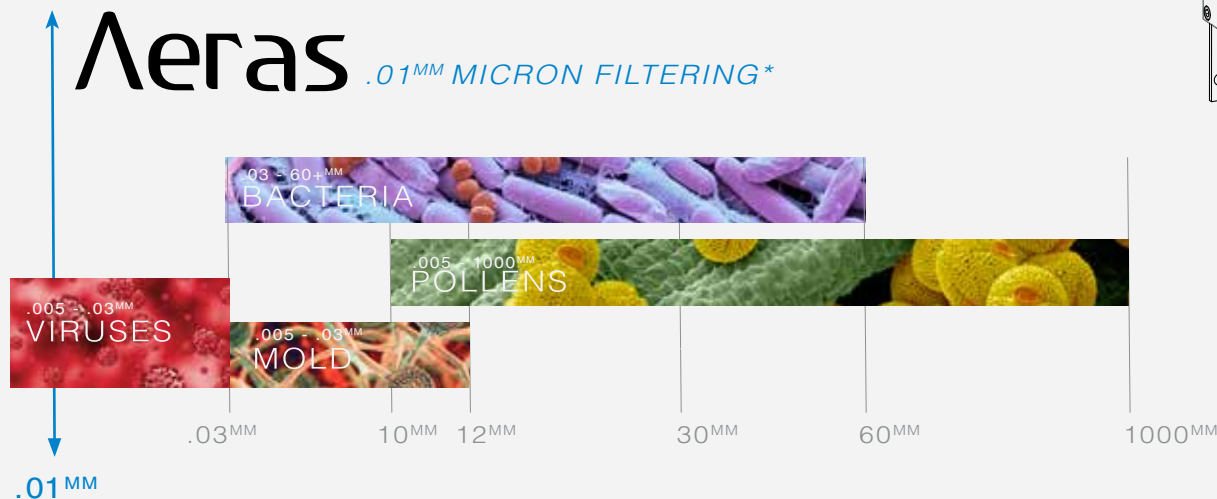 Aeras .01MM MICRON FILTERING*
.03 - 60+MM
BACTERIA
.005 - 1000MM
POLLENS
.005 - .03MM
VIRUSES
.005 - .03MM
MOLD
.03MM 10MM 12MM 30MM 60MM 1000MM
.01MM